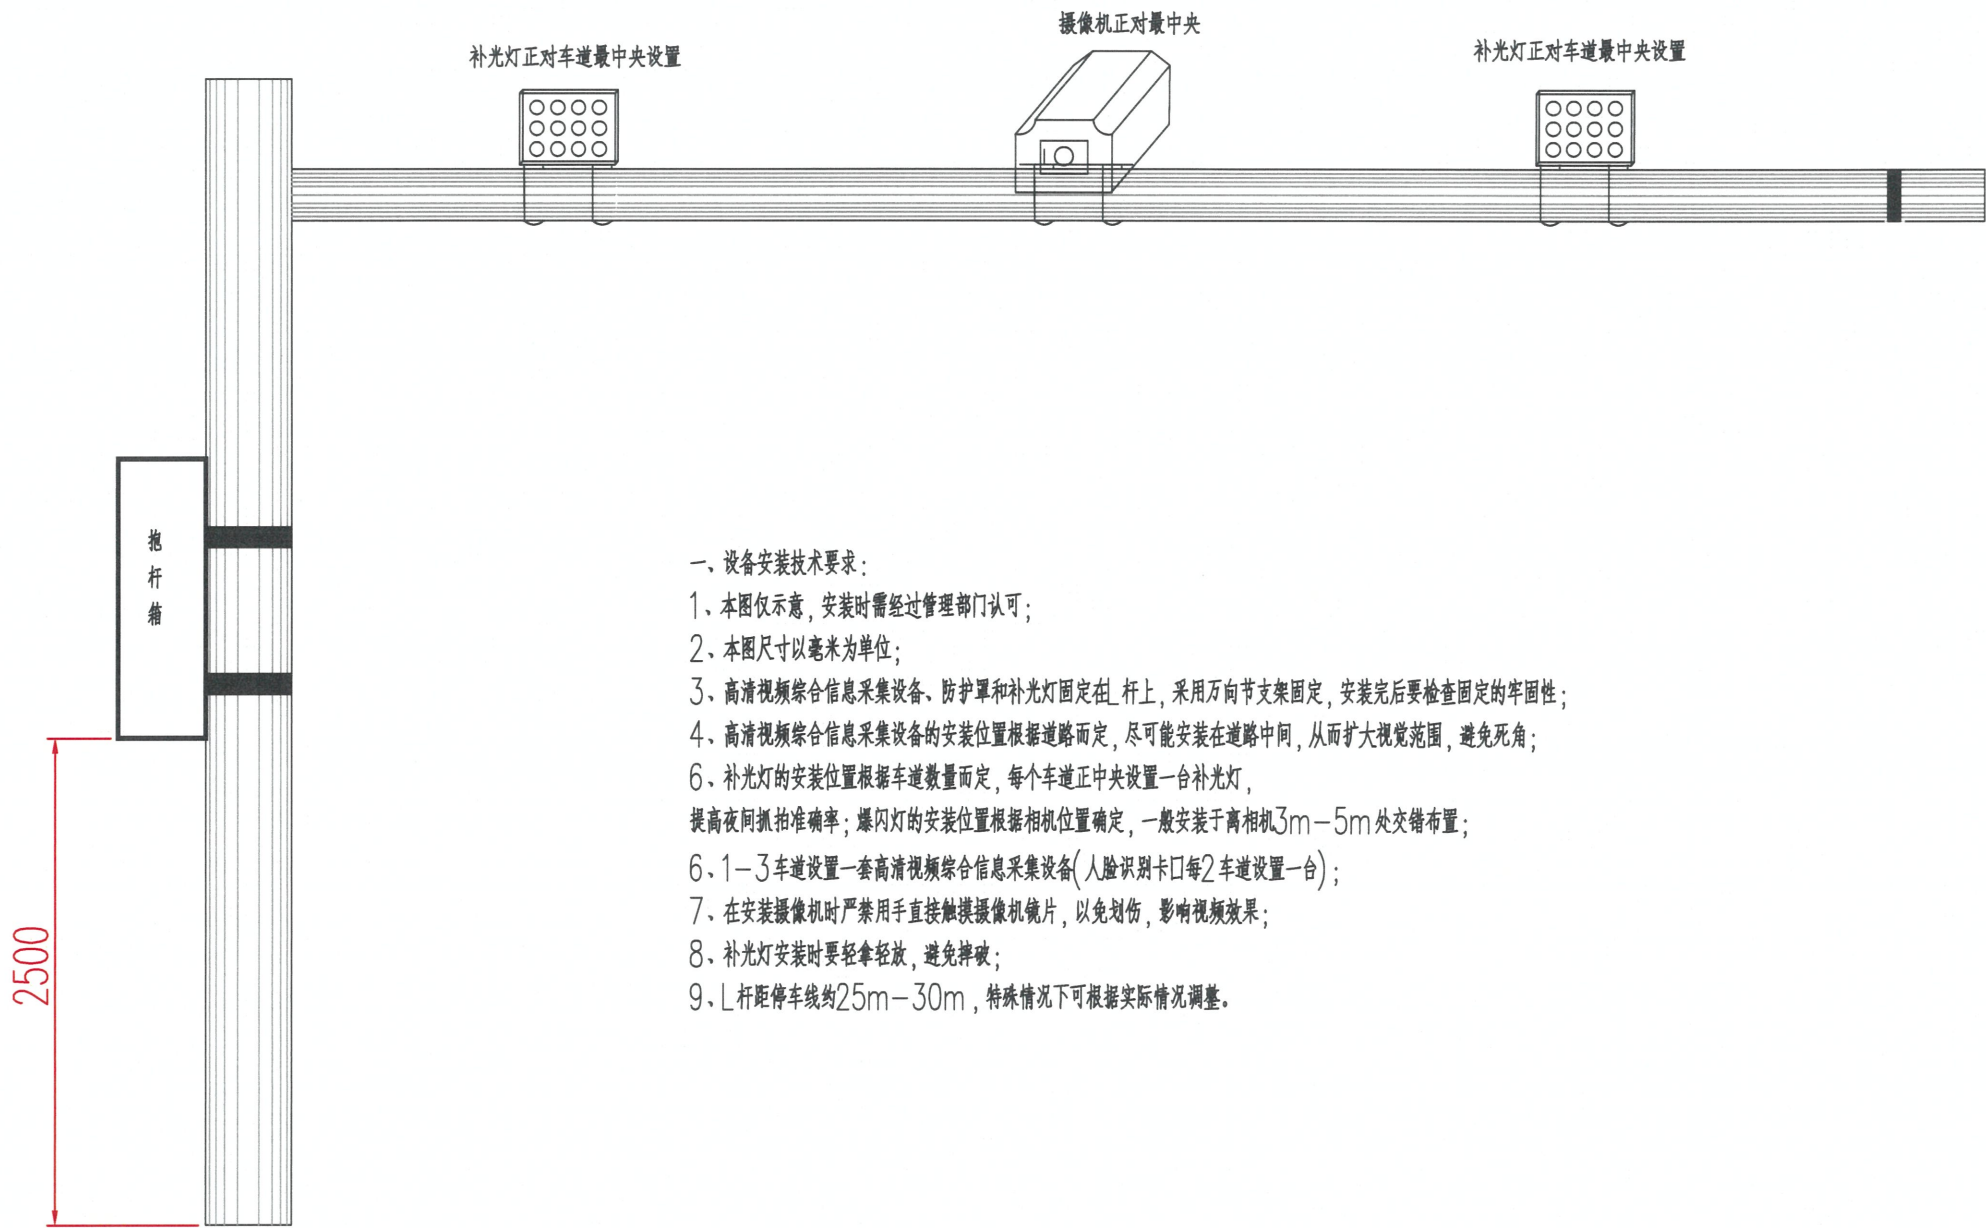 摄像机正对最中央
补光灯正对车道最中央设置
补光灯正对车道最中央设置
抱杆箱
一、设备安装技术要求：
1、本图仅示意，安装时需经过管理部门认可；
2、本图尺寸以毫米为单位；
3、高清视频综合信息采集设备、防护罩和补光灯固定在L杆上，采用万向节支架固定，安装完后要检查固定的牢固性；
4、高清视频综合信息采集设备的安装位置根据道路而定，尽可能安装在道路中间，从而扩大视觉范围，避免死角；
6、补光灯的安装位置根据车道数量而定，每个车道正中央设置一台补光灯，
提高夜间抓拍准确率；爆闪灯的安装位置根据相机位置确定，一般安装于离相机3m-5m处交错布置；
6、1-3车道设置一套高清视频综合信息采集设备(人脸识别卡口每2车道设置一台)；
7、在安装摄像机时严禁用手直接触摸摄像机镜片，以免划伤，影响视频效果；
8、补光灯安装时要轻拿轻放，避免摔破；
9、L杆距停车线约25m-30m，特殊情况下可根据实际情况调整。
2500